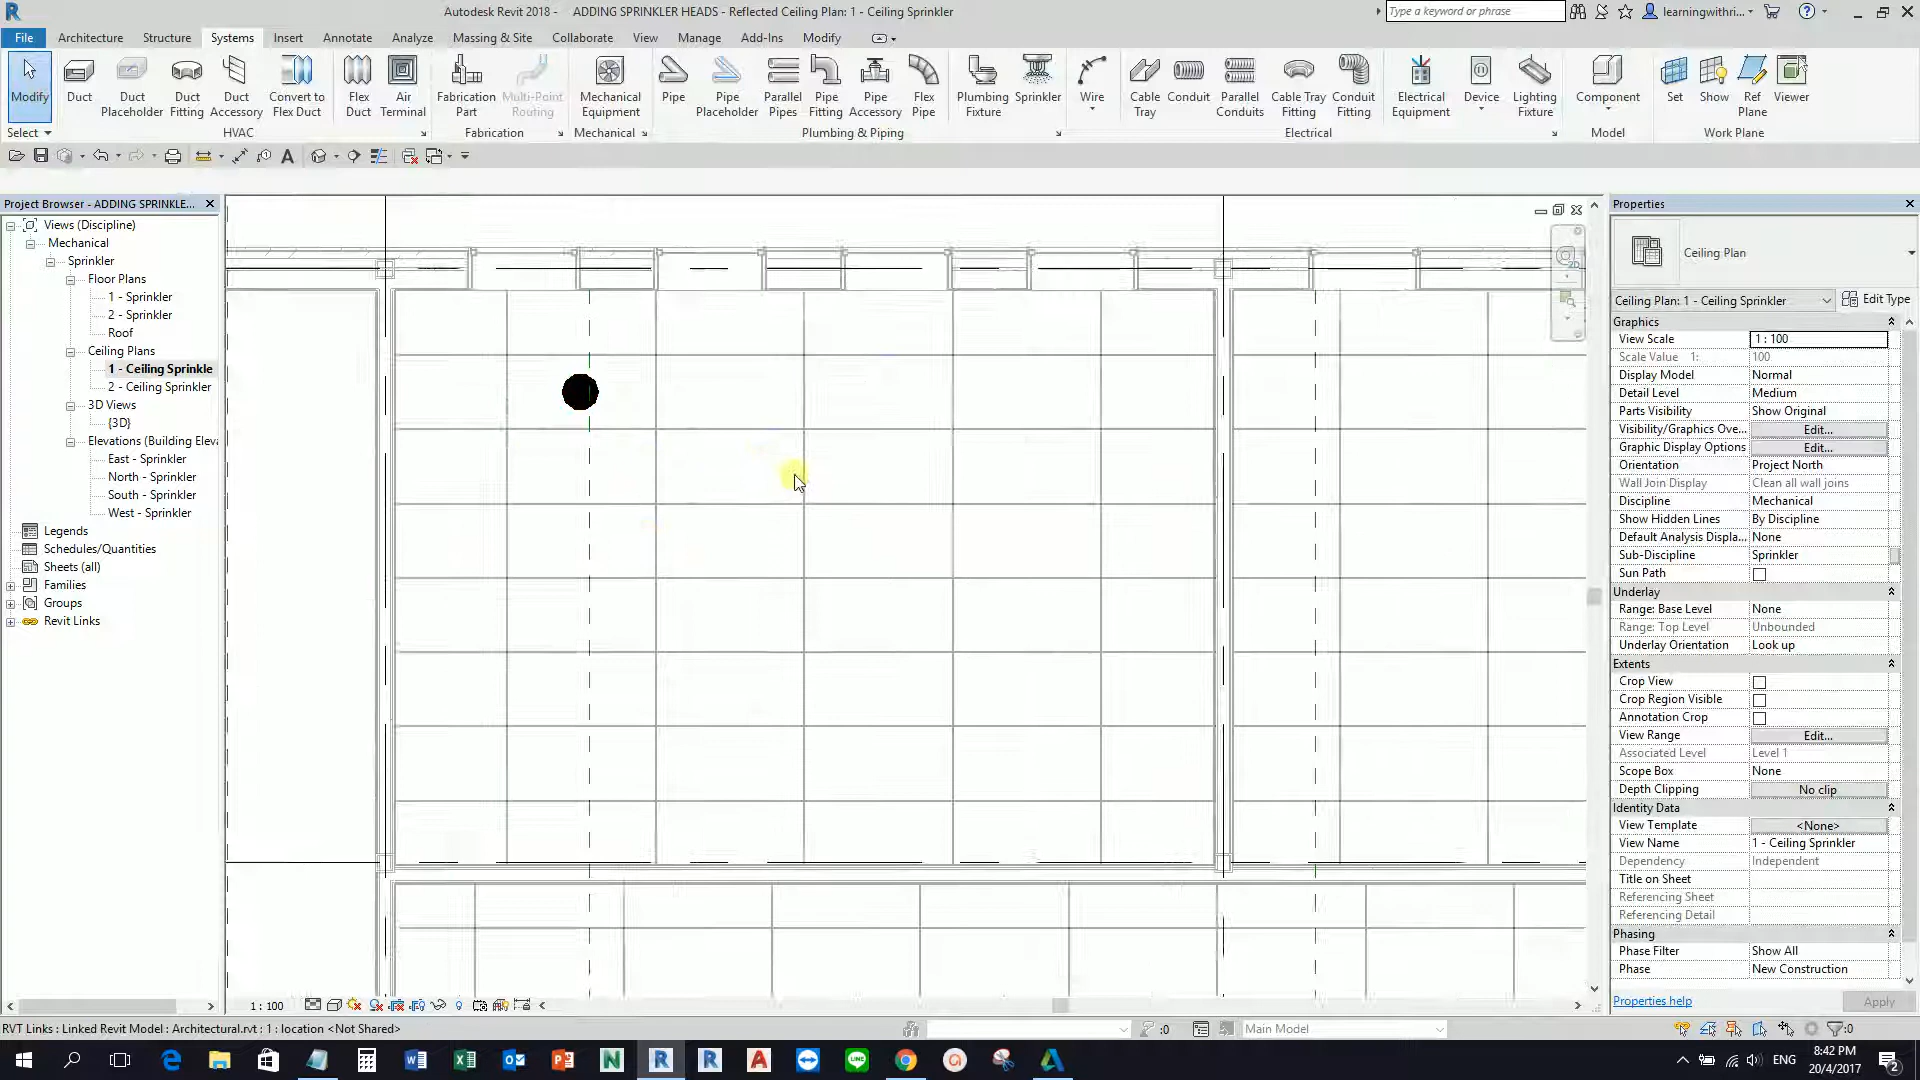 Autodesk Revit 2018 - ADDING SPRINKLER HEADS - Reflected Ceiling Plan: 1 - Ceiling Sprinkler
Type a keyword or phrase
learningwithri...
File Architecture Structure Systems Insert Annotate Analyze Massing & Site Collaborate View Manage Add-Ins Modify
Modify
Duct
Duct Placeholder
Duct Fitting
Duct Accessory
Convert to Flex Duct
Flex Duct
Air Terminal
Fabrication Part
Multi-Point Routing
Mechanical Equipment
Pipe
Pipe Placeholder
Parallel Pipes
Pipe Fitting
Pipe Accessory
Flex Pipe
Plumbing Fixture
Sprinkler
Wire
Cable Tray
Conduit
Parallel Conduits
Cable Tray Fitting
Conduit Fitting
Electrical Equipment
Device
Lighting Fixture
Component
Set
Show
Ref Plane
Viewer
Select HVAC Fabrication Mechanical Plumbing & Piping Electrical Model Work Plane
Project Browser - ADDING SPRINKLE...
Views (Discipline)
Mechanical
Sprinkler
Floor Plans
1 - Sprinkler
2 - Sprinkler
Roof
Ceiling Plans
1 - Ceiling Sprinkle
2 - Ceiling Sprinkler
3D Views
{3D}
Elevations (Building Eleva
East - Sprinkler
North - Sprinkler
South - Sprinkler
West - Sprinkler
Legends
Schedules/Quantities
Sheets (all)
Families
Groups
Revit Links
2D
Properties
Ceiling Plan
Ceiling Plan: 1 - Ceiling Sprinkler Edit Type
Graphics
View Scale 1 : 100
Scale Value 1: 100
Display Model Normal
Detail Level Medium
Parts Visibility Show Original
Visibility/Graphics Ove... Edit...
Graphic Display Options Edit...
Orientation Project North
Wall Join Display Clean all wall joins
Discipline Mechanical
Show Hidden Lines By Discipline
Default Analysis Displa... None
Sub-Discipline Sprinkler
Sun Path
Underlay
Range: Base Level None
Range: Top Level Unbounded
Underlay Orientation Look up
Extents
Crop View
Crop Region Visible
Annotation Crop
View Range Edit...
Associated Level Level 1
Scope Box None
Depth Clipping No clip
Identity Data
View Template <None>
View Name 1 - Ceiling Sprinkler
Dependency Independent
Title on Sheet
Referencing Sheet
Referencing Detail
Phasing
Phase Filter Show All
Phase New Construction
Properties help Apply
1 : 100
RVT Links : Linked Revit Model : Architectural.rvt : 1 : location <Not Shared>
:0 Main Model :0
ENG
8:42 PM
20/4/2017
2